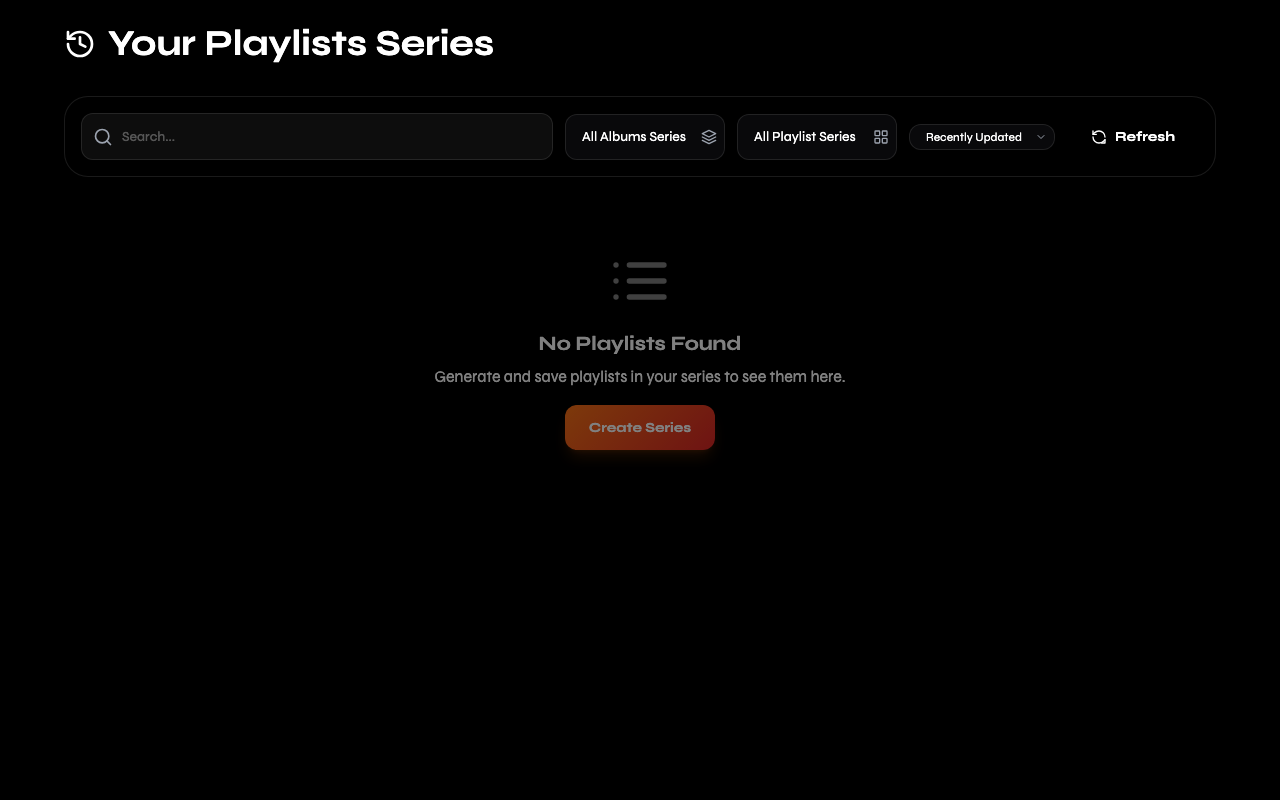 Your Playlists Series
Search...
All Albums Series
All Playlist Series
Recently Updated
Refresh
No Playlists Found
Generate and save playlists in your series to see them here.
Create Series